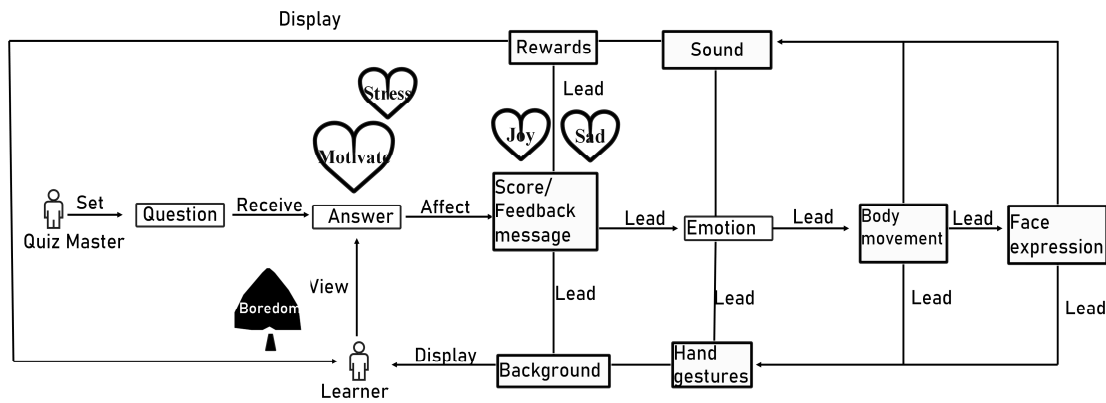 Display
Rewards
Sound
Stress
Lead
Motivate
Joy
Sad
Set
Question
Receive
Answer
Affect
Score/
Feedback
message
Lead
Emotion
Lead
Body
movement
Lead
Face
expression
Quiz Master
Boredom
View
Lead
Lead
Lead
Lead
Learner
Display
Background
Hand
gestures